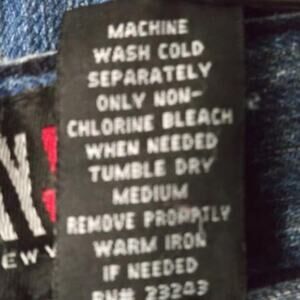 MACHINE
WASH COLD
SEPARATELY
ONLY NON-
CHLORINE BLEACH
WHEN NEEDED
TUMBLE DRY
MEDIUM
REMOVE PROMPTLY
WARM IRON
IF NEEDED
RN# 23243
EWY